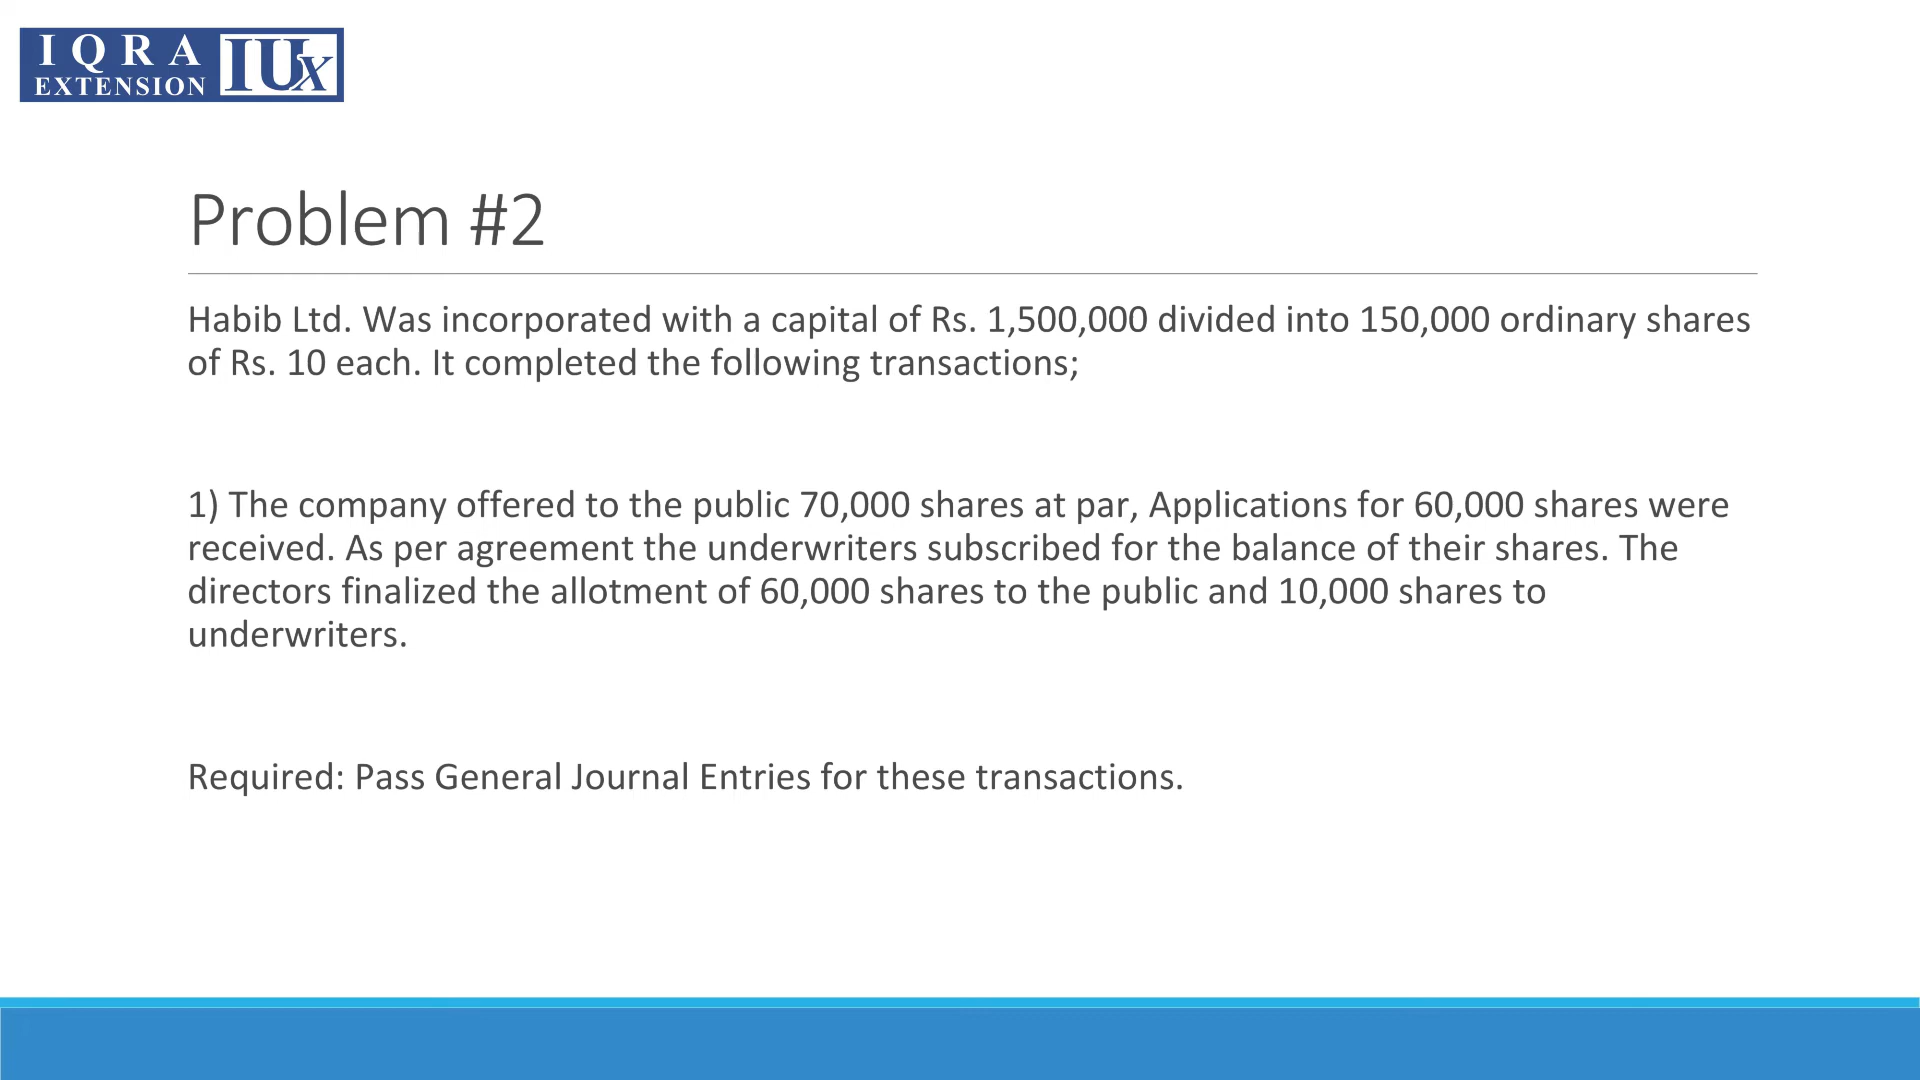 IQRA
EXTENSION
IUx
Problem #2
Habib Ltd. Was incorporated with a capital of Rs. 1,500,000 divided into 150,000 ordinary shares
of Rs. 10 each. It completed the following transactions;
1) The company offered to the public 70,000 shares at par, Applications for 60,000 shares were
received. As per agreement the underwriters subscribed for the balance of their shares. The
directors finalized the allotment of 60,000 shares to the public and 10,000 shares to
underwriters.
Required: Pass General Journal Entries for these transactions.